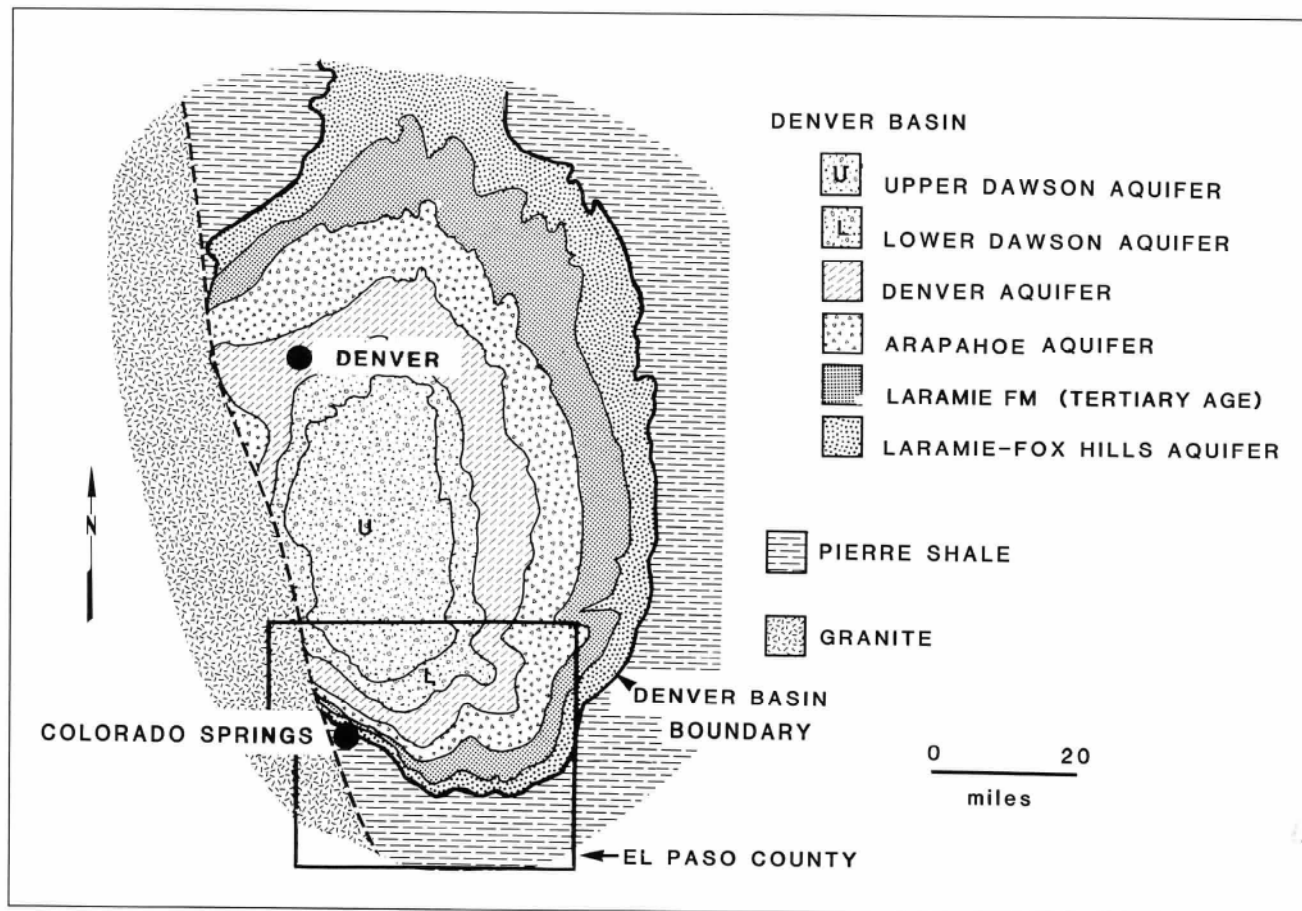 DENVER BASIN
U UPPER DAWSON AQUIFER
L LOWER DAWSON AQUIFER
DENVER AQUIFER
ARAPAHOE AQUIFER
LARAMIE FM (TERTIARY AGE)
LARAMIE-FOX HILLS AQUIFER
PIERRE SHALE
GRANITE
DENVER
N
U
L
COLORADO SPRINGS
DENVER BASIN
BOUNDARY
0 20
miles
EL PASO COUNTY